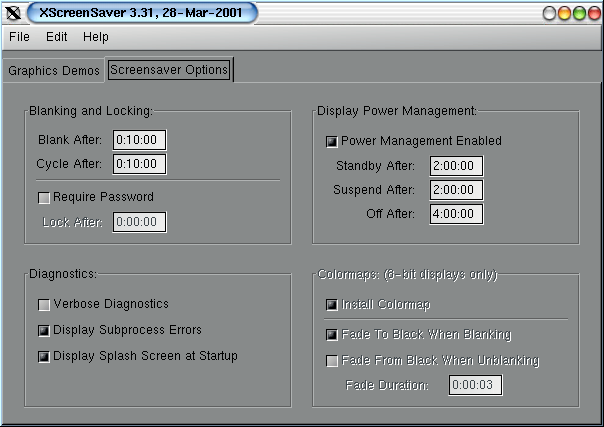 XScreenSaver 3.31, 28-Mar-2001
File Edit Help
Graphics Demos Screensaver Options
Blanking and Locking:
Blank After: 0:10:00
Cycle After: 0:10:00
Require Password
Lock After: 0:00:00
Display Power Management:
Power Management Enabled
Standby After: 2:00:00
Suspend After: 2:00:00
Off After: 4:00:00
Diagnostics:
Verbose Diagnostics
Display Subprocess Errors
Display Splash Screen at Startup
Colormaps: (8-bit displays only)
Install Colormap
Fade To Black When Blanking
Fade From Black When Unblanking
Fade Duration: 0:00:03